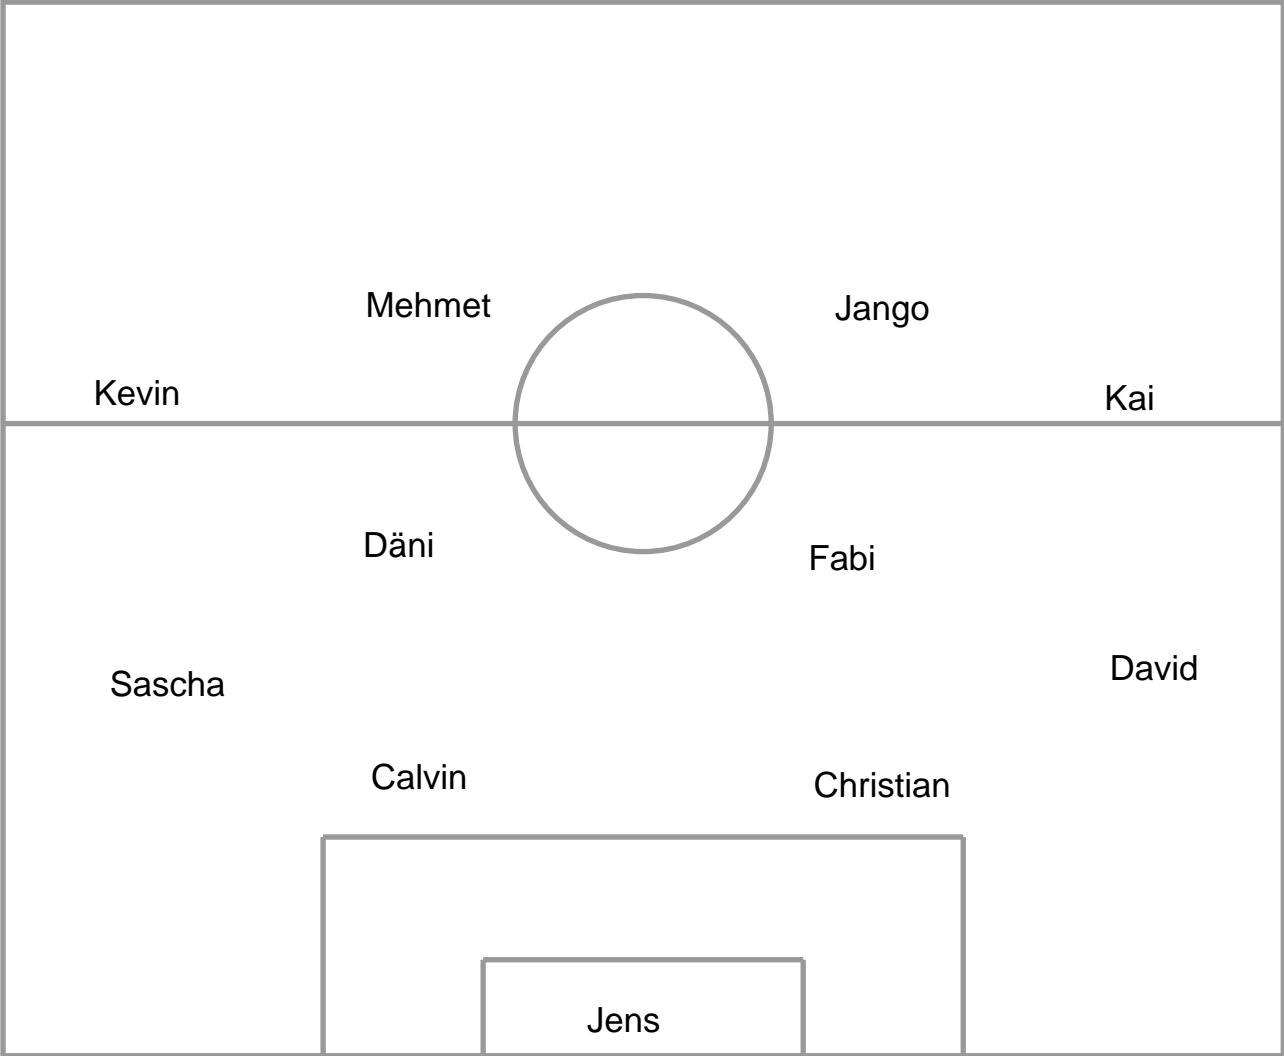 Mehmet
Jango
Kevin
Kai
Däni
Fabi
Sascha
David
Calvin
Christian
Jens